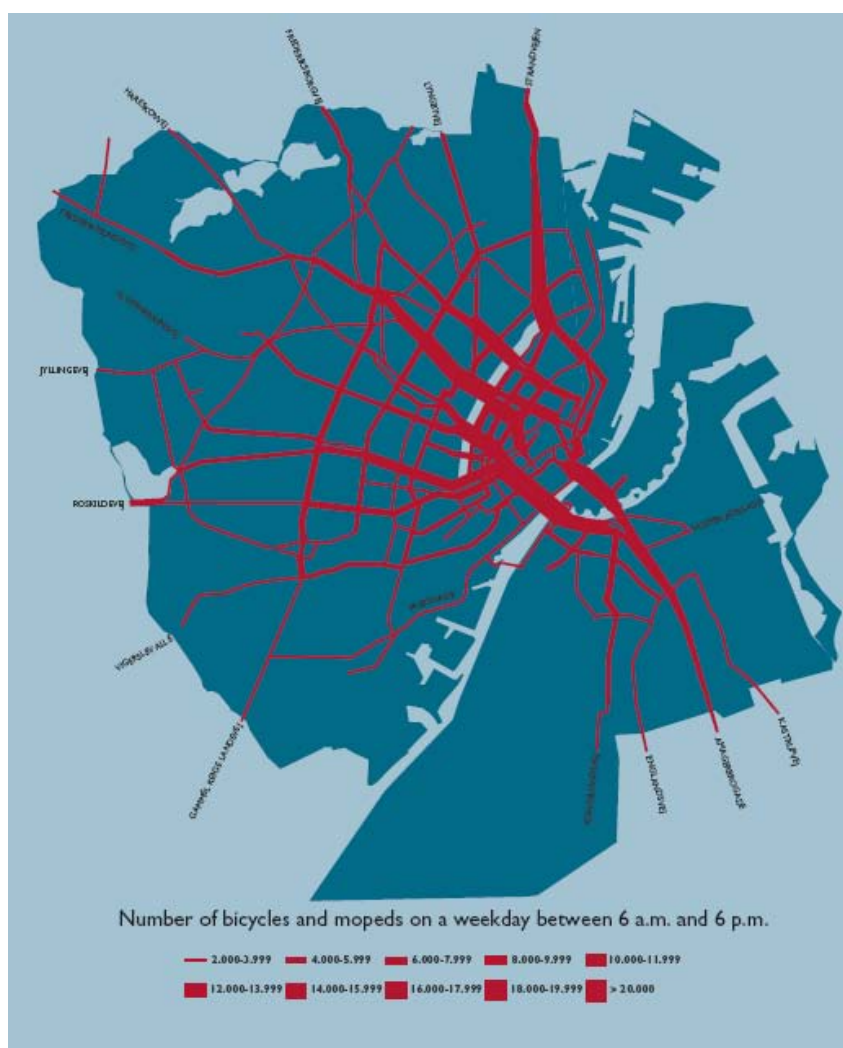 STRANDVEJEN
LYNGBYVEJ
FREDERIKSBORGVEJ
HARESKOVVEJ
JYLLINGEVEJ
ROSKILDEVEJ
VIGERSLEV ALLÉ
GAMMEL KØGE LANDEVEJ
ENGLANDSVEJ
AMAGERBROGADE
KASTRUPVEJ
Number of bicycles and mopeds on a weekday between 6 a.m. and 6 p.m.
2.000-3.999 4.000-5.999 6.000-7.999 8.000-9.999 10.000-11.999
12.000-13.999 14.000-15.999 16.000-17.999 18.000-19.999 > 20.000